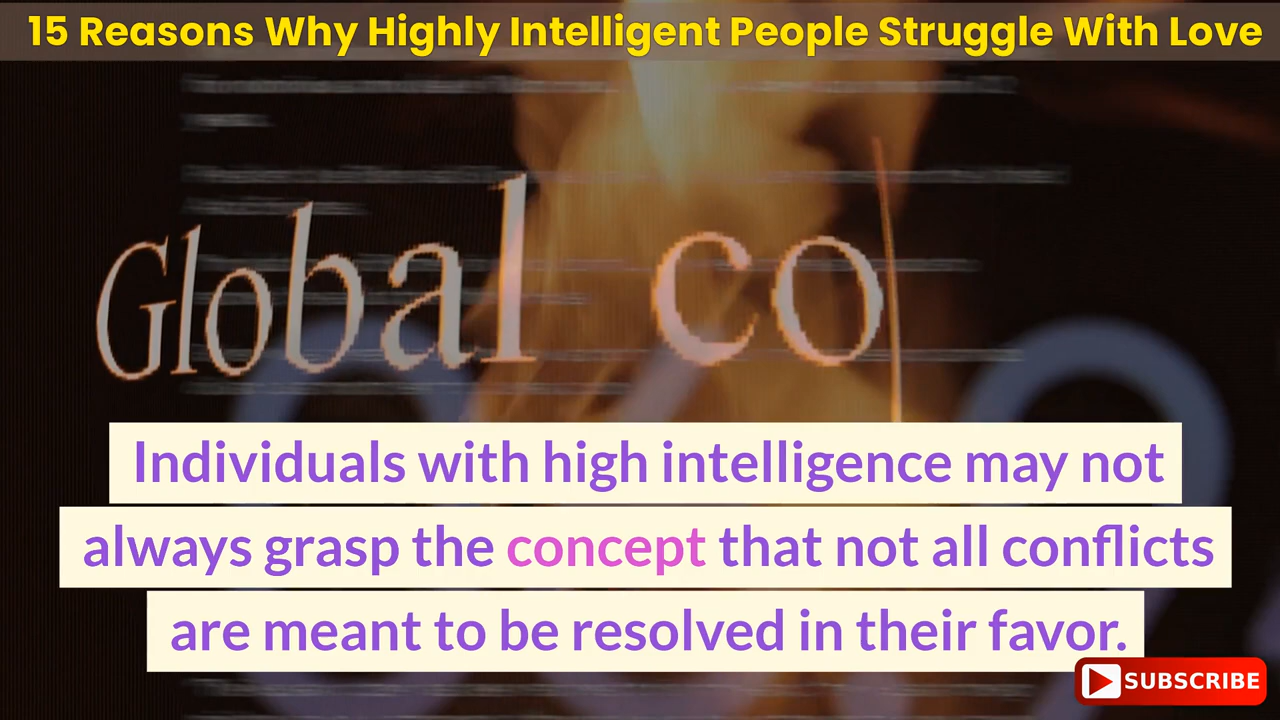 15 Reasons Why Highly Intelligent People Struggle With Love
Global co
Individuals with high intelligence may not
always grasp the concept that not all conflicts
are meant to be resolved in their favor.
SUBSCRIBE